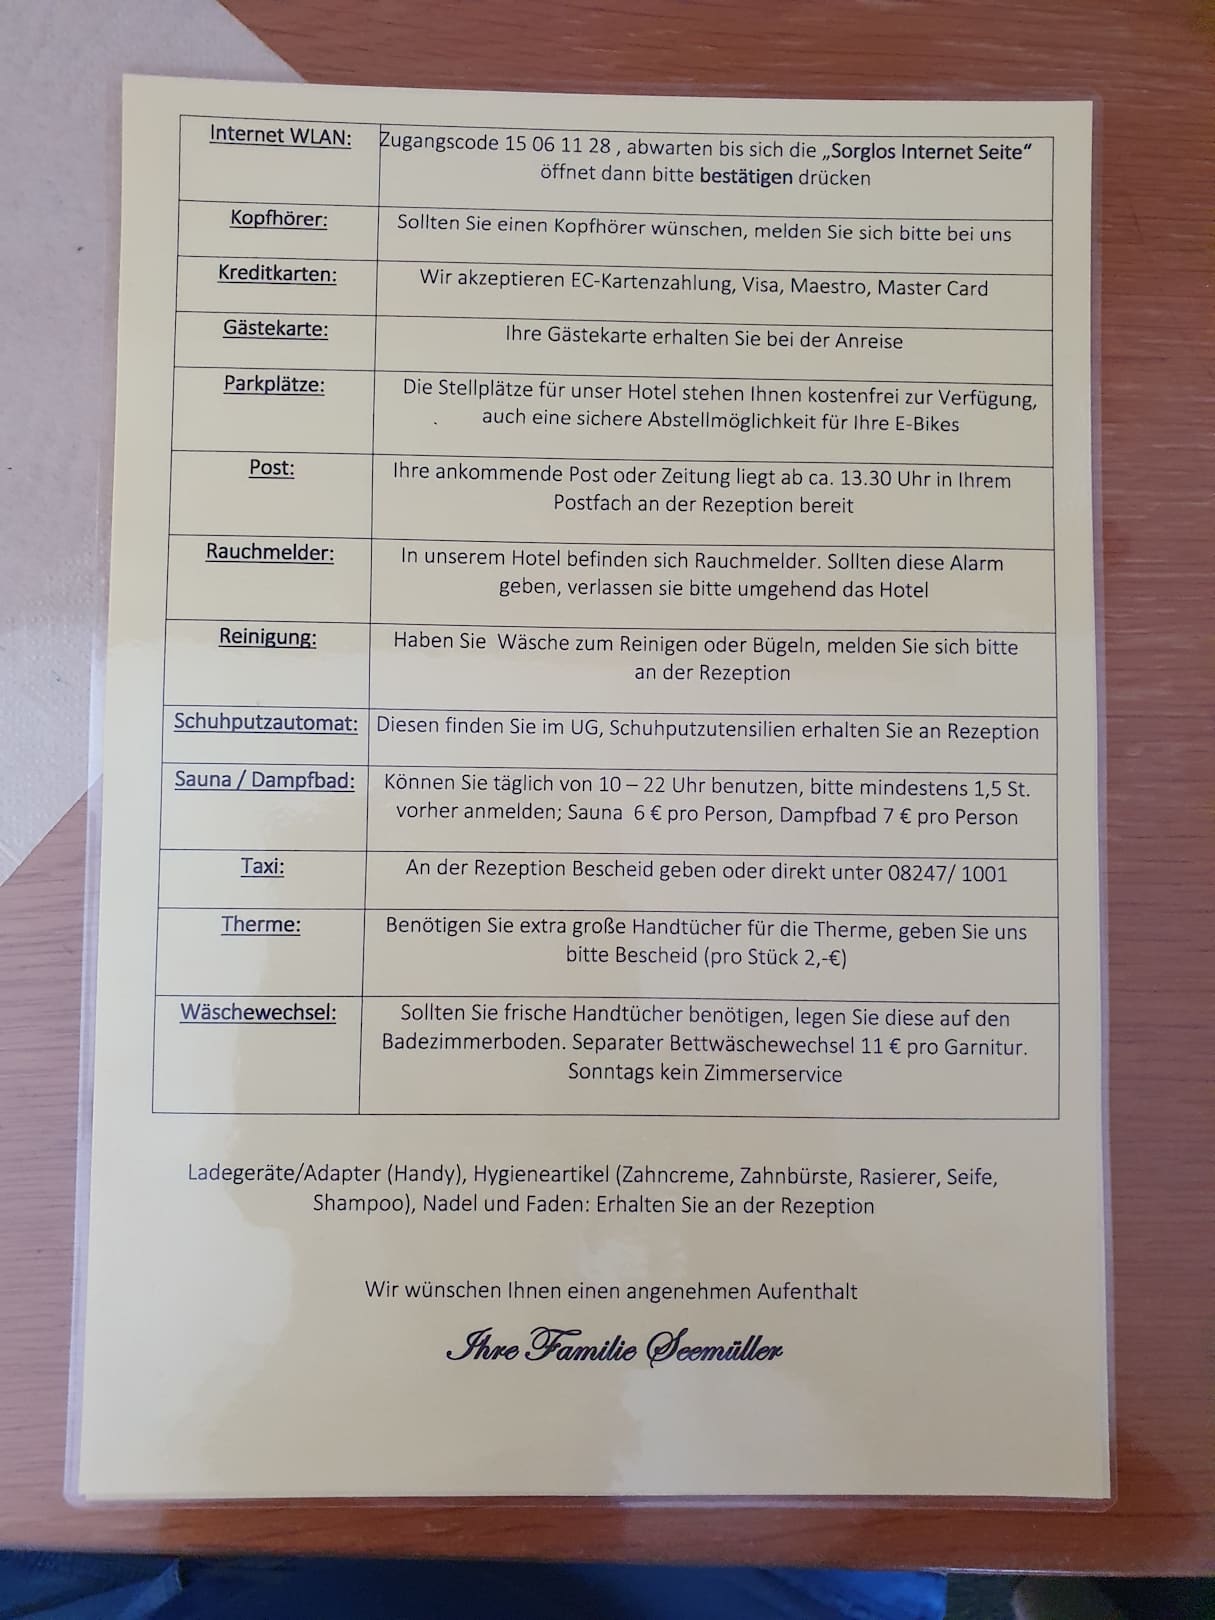 Internet WLAN: Zugangscode 15 06 11 28 , abwarten bis sich die „Sorglos Internet Seite“
öffnet dann bitte bestätigen drücken
Kopfhörer: Sollten Sie einen Kopfhörer wünschen, melden Sie sich bitte bei uns
Kreditkarten: Wir akzeptieren EC-Kartenzahlung, Visa, Maestro, Master Card
Gästekarte: Ihre Gästekarte erhalten Sie bei der Anreise
Parkplätze: Die Stellplätze für unser Hotel stehen Ihnen kostenfrei zur Verfügung,
auch eine sichere Abstellmöglichkeit für Ihre E-Bikes
Post: Ihre ankommende Post oder Zeitung liegt ab ca. 13.30 Uhr in Ihrem
Postfach an der Rezeption bereit
Rauchmelder: In unserem Hotel befinden sich Rauchmelder. Sollten diese Alarm
geben, verlassen sie bitte umgehend das Hotel
Reinigung: Haben Sie Wäsche zum Reinigen oder Bügeln, melden Sie sich bitte
an der Rezeption
Schuhputzautomat: Diesen finden Sie im UG, Schuhputzutensilien erhalten Sie an Rezeption
Sauna / Dampfbad: Können Sie täglich von 10 – 22 Uhr benutzen, bitte mindestens 1,5 St.
vorher anmelden; Sauna 6 € pro Person, Dampfbad 7 € pro Person
Taxi: An der Rezeption Bescheid geben oder direkt unter 08247/ 1001
Therme: Benötigen Sie extra große Handtücher für die Therme, geben Sie uns
bitte Bescheid (pro Stück 2,-€)
Wäschewechsel: Sollten Sie frische Handtücher benötigen, legen Sie diese auf den
Badezimmerboden. Separater Bettwäschewechsel 11 € pro Garnitur.
Sonntags kein Zimmerservice
Ladegeräte/Adapter (Handy), Hygieneartikel (Zahncreme, Zahnbürste, Rasierer, Seife,
Shampoo), Nadel und Faden: Erhalten Sie an der Rezeption
Wir wünschen Ihnen einen angenehmen Aufenthalt
Ihre Familie Seemüller